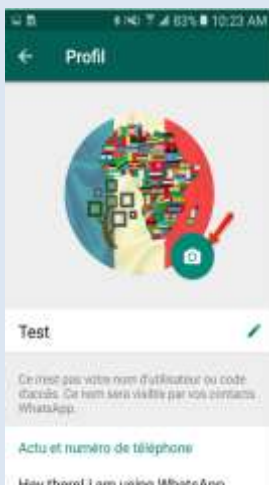 83% 10:23 AM
Profil
Test
Ce n'est pas votre nom d'utilisateur ou code
d'accès. Ce nom sera visible par vos contacts
WhatsApp.
Actu et numéro de téléphone
Hey there! I am using WhatsApp